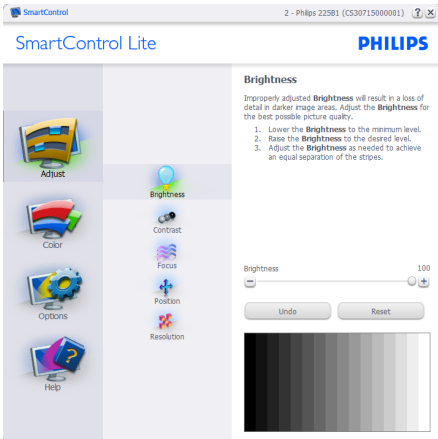 SmartControl
2 - Philips 225B1 (CS30715000001)
SmartControl Lite
PHILIPS
Adjust
Color
Options
Help
Brightness
Contrast
Focus
Position
Resolution
Brightness
Improperly adjusted Brightness will result in a loss of
detail in darker image areas. Adjust the Brightness for
the best possible picture quality.
1. Lower the Brightness to the minimum level.
2. Raise the Brightness to the desired level.
3. Adjust the Brightness as needed to achieve
an equal separation of the stripes.
Brightness 100
Undo Reset